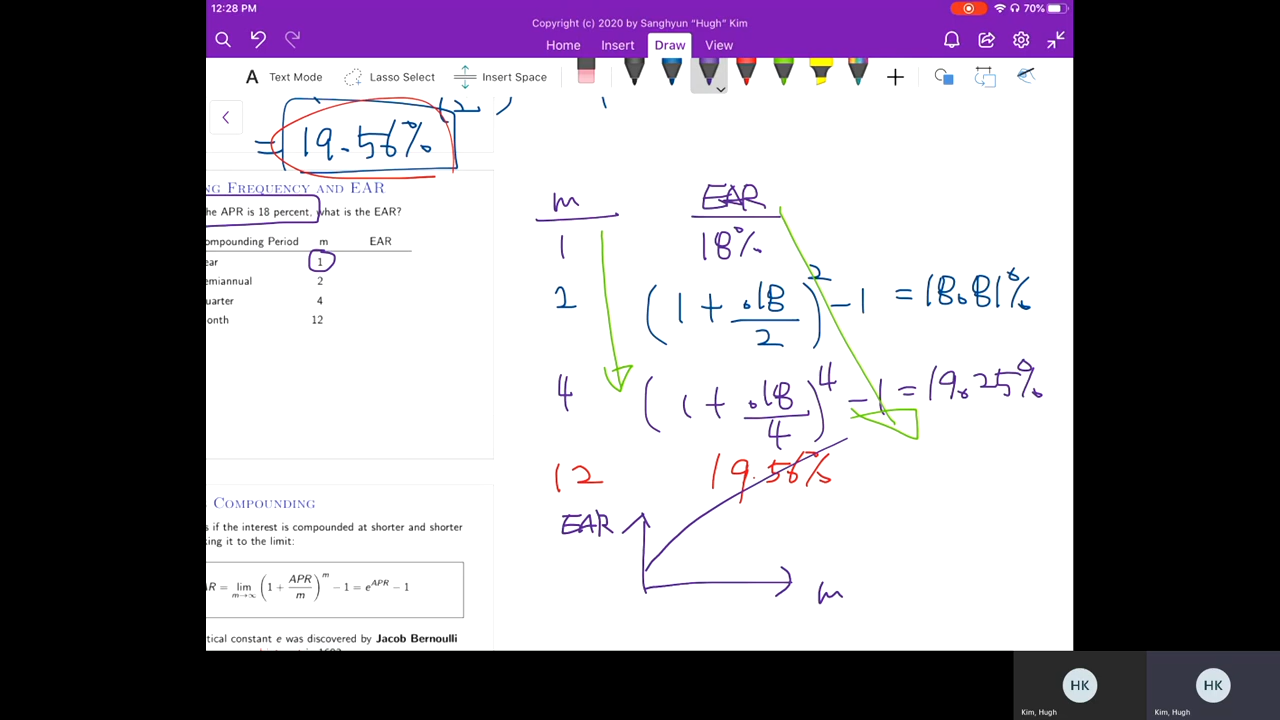 12:28 PM
70%
Copyright (c) 2020 by Sanghyun "Hugh" Kim
Home Insert Draw View
Text Mode Lasso Select Insert Space
= 19.56%
NG FREQUENCY AND EAR
he APR is 18 percent, what is the EAR?
ompounding Period m EAR
ear 1
emiannual 2
uarter 4
onth 12
m EAR
1 18%
2 (1 + .18/2)^2 - 1 = 18.81%
4 (1 + .18/4)^4 - 1 = 19.25%
12 19.56%
EAR
m
COMPOUNDING
s if the interest is compounded at shorter and shorter
king it to the limit:
AR = lim m→∞ (1 + APR/m)^m - 1 = e^APR - 1
tical constant e was discovered by Jacob Bernoulli
HK HK
Kim, Hugh Kim, Hugh